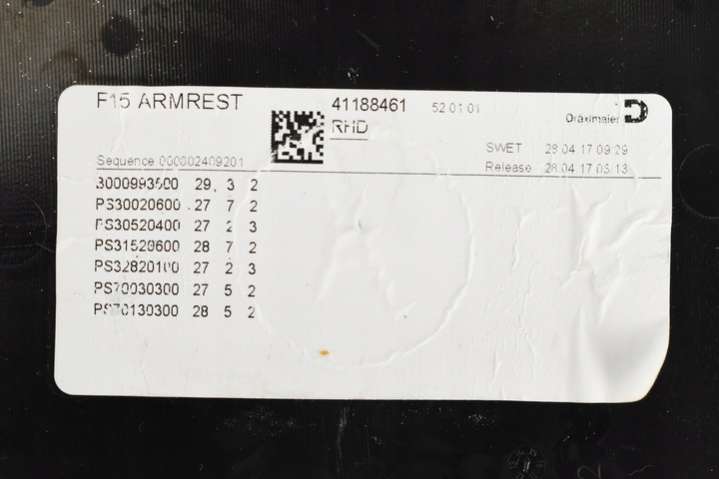 F15 ARMREST 41188461 52 01 01
RHD Dräxlmaier
SWET 28 04 17 09 29
Sequence 000002409201 Release 28 04 17 03 13
3000993500 29, 3 2
PS30020600 27 7 2
PS30520400 27 2 3
PS31520600 28 7 2
PS32820100 27 2 3
PS70030300 27 5 2
PS70130300 28 5 2